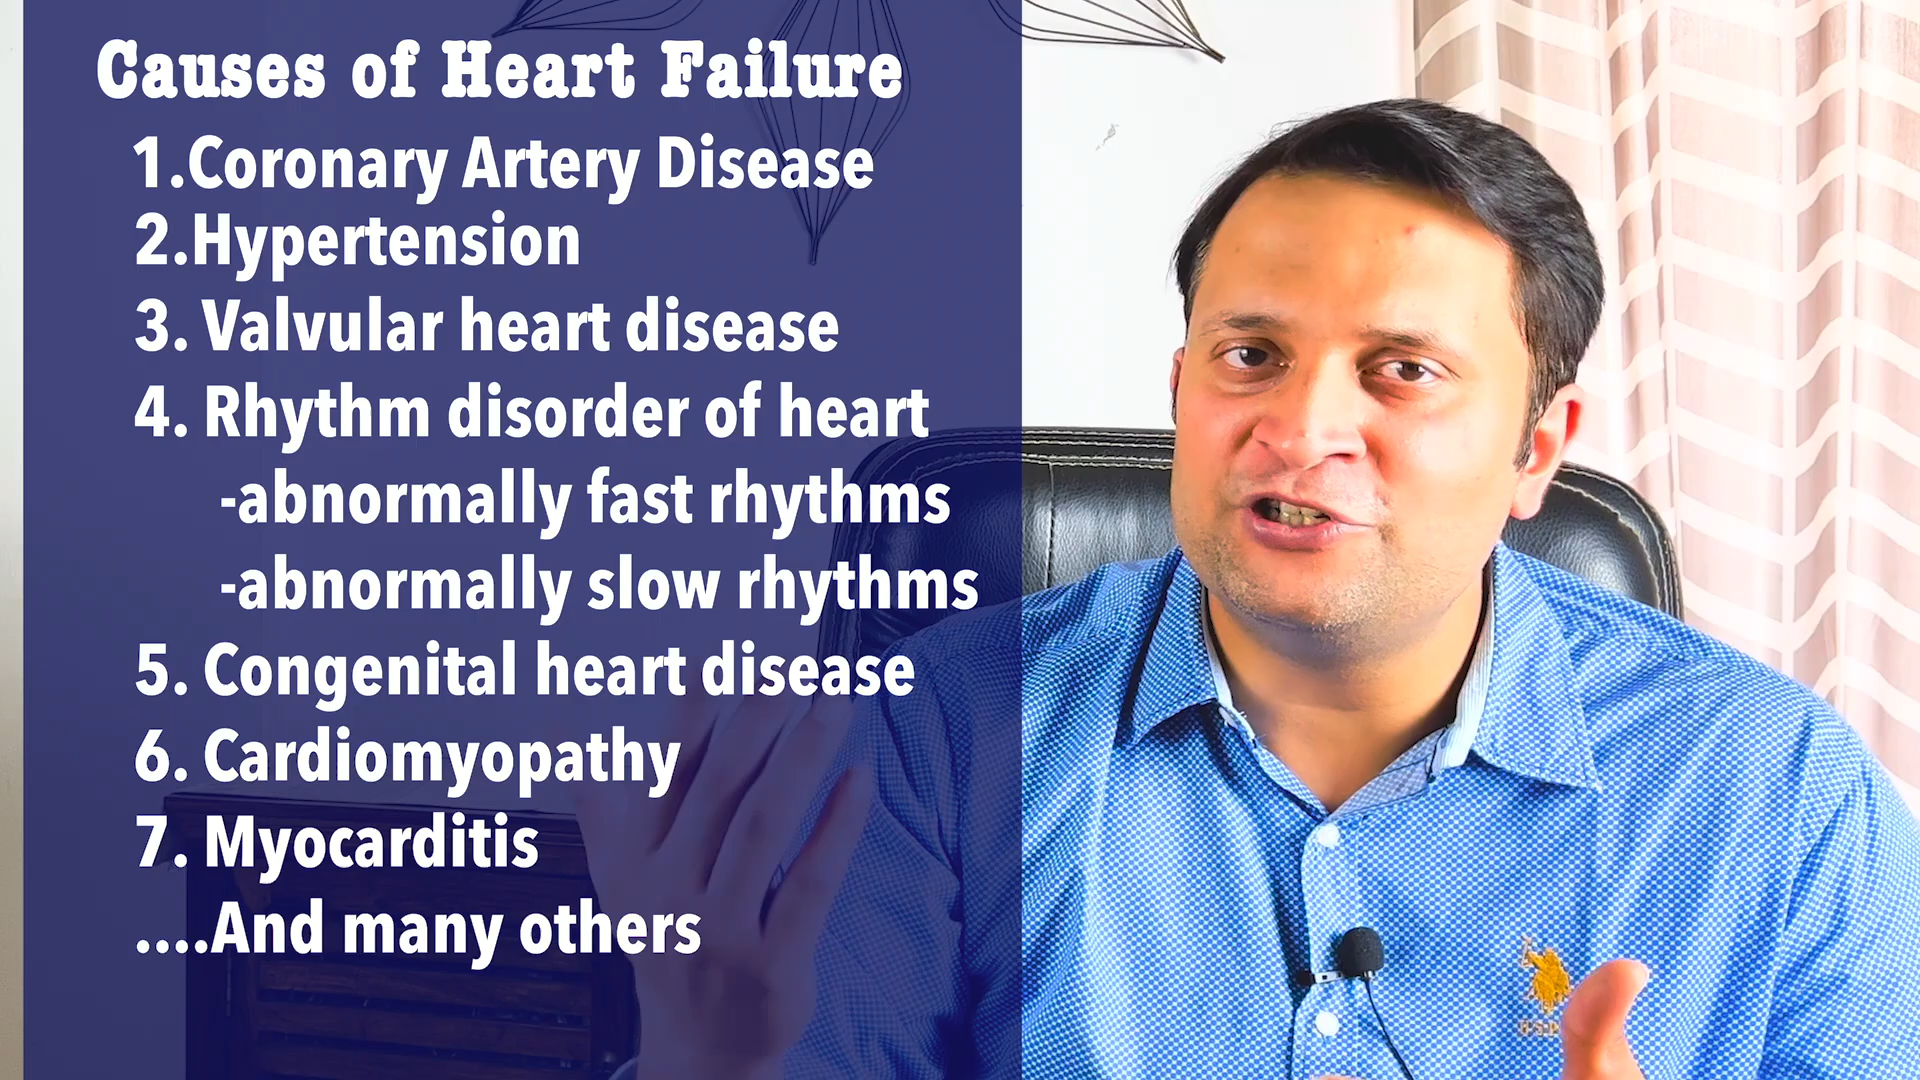 Causes of Heart Failure
1.Coronary Artery Disease
2.Hypertension
3. Valvular heart disease
4. Rhythm disorder of heart
-abnormally fast rhythms
-abnormally slow rhythms
5. Congenital heart disease
6. Cardiomyopathy
7. Myocarditis
....And many others